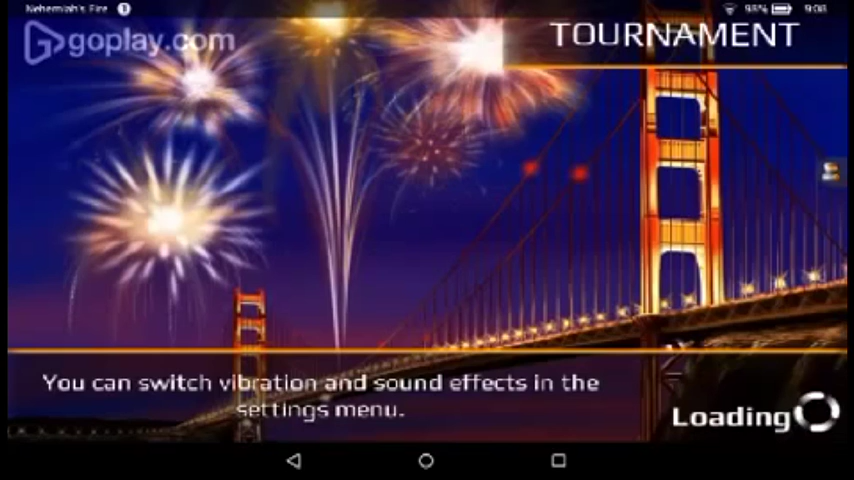 Nehemiah's Fire 1 98% 9:08
goplay.com
TOURNAMENT
You can switch vibration and sound effects in the
settings menu.
Loading